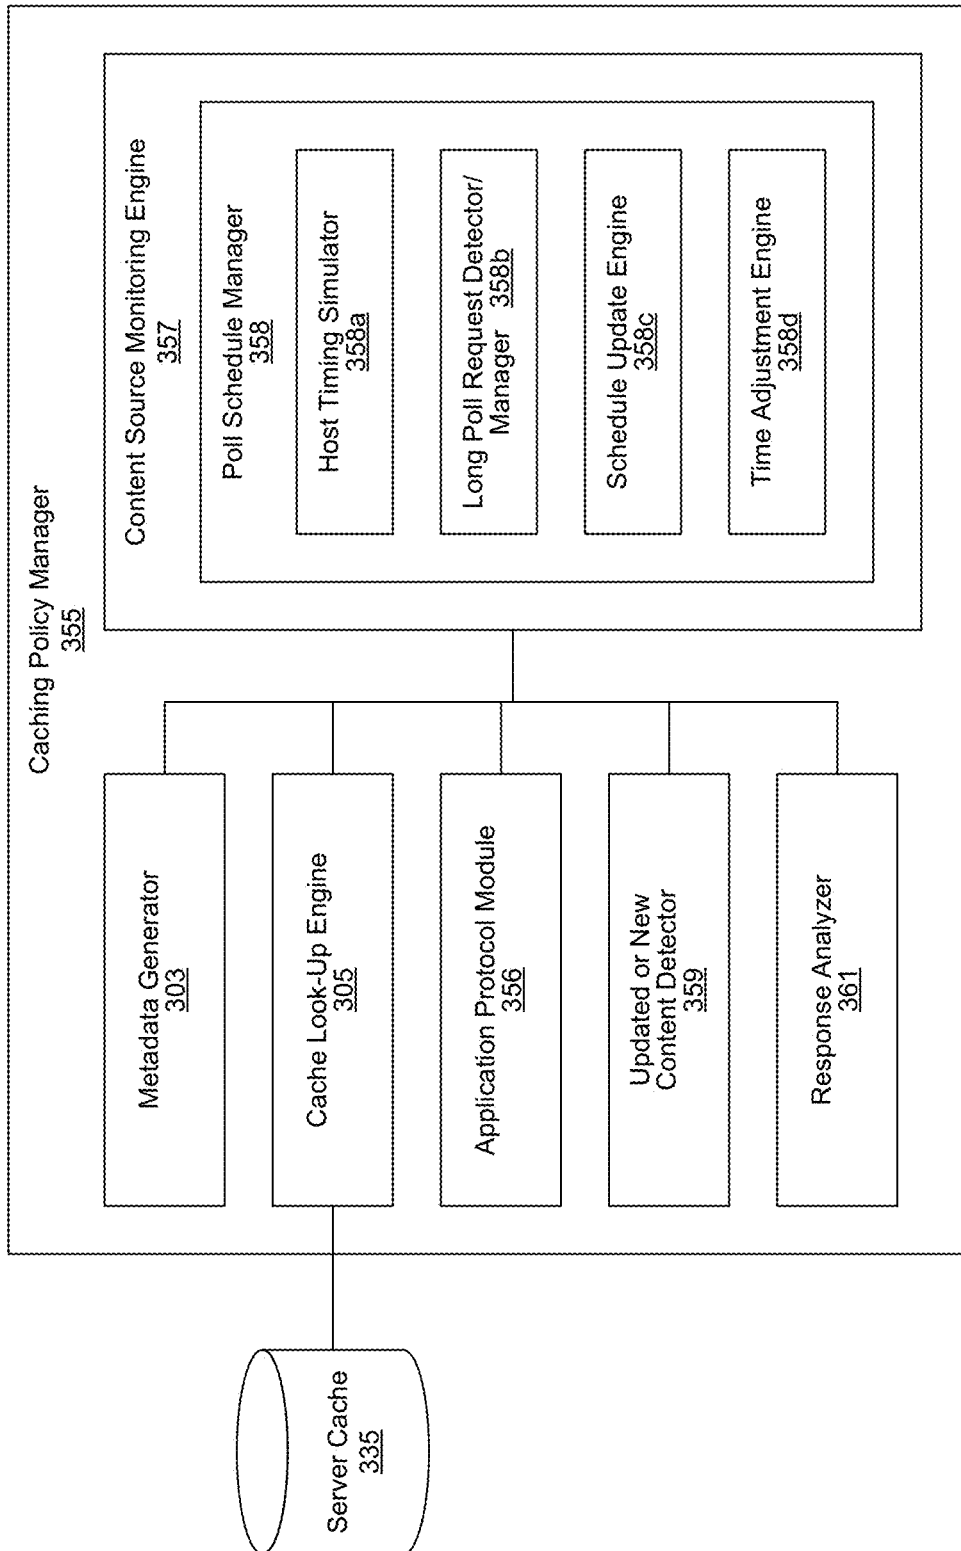 Caching Policy Manager
355
Server Cache
335
Metadata Generator
303
Cache Look-Up Engine
305
Application Protocol Module
356
Updated or New
Content Detector
359
Response Analyzer
361
Content Source Monitoring Engine
357
Poll Schedule Manager
358
Host Timing Simulator
358a
Long Poll Request Detector/
Manager 358b
Schedule Update Engine
358c
Time Adjustment Engine
358d